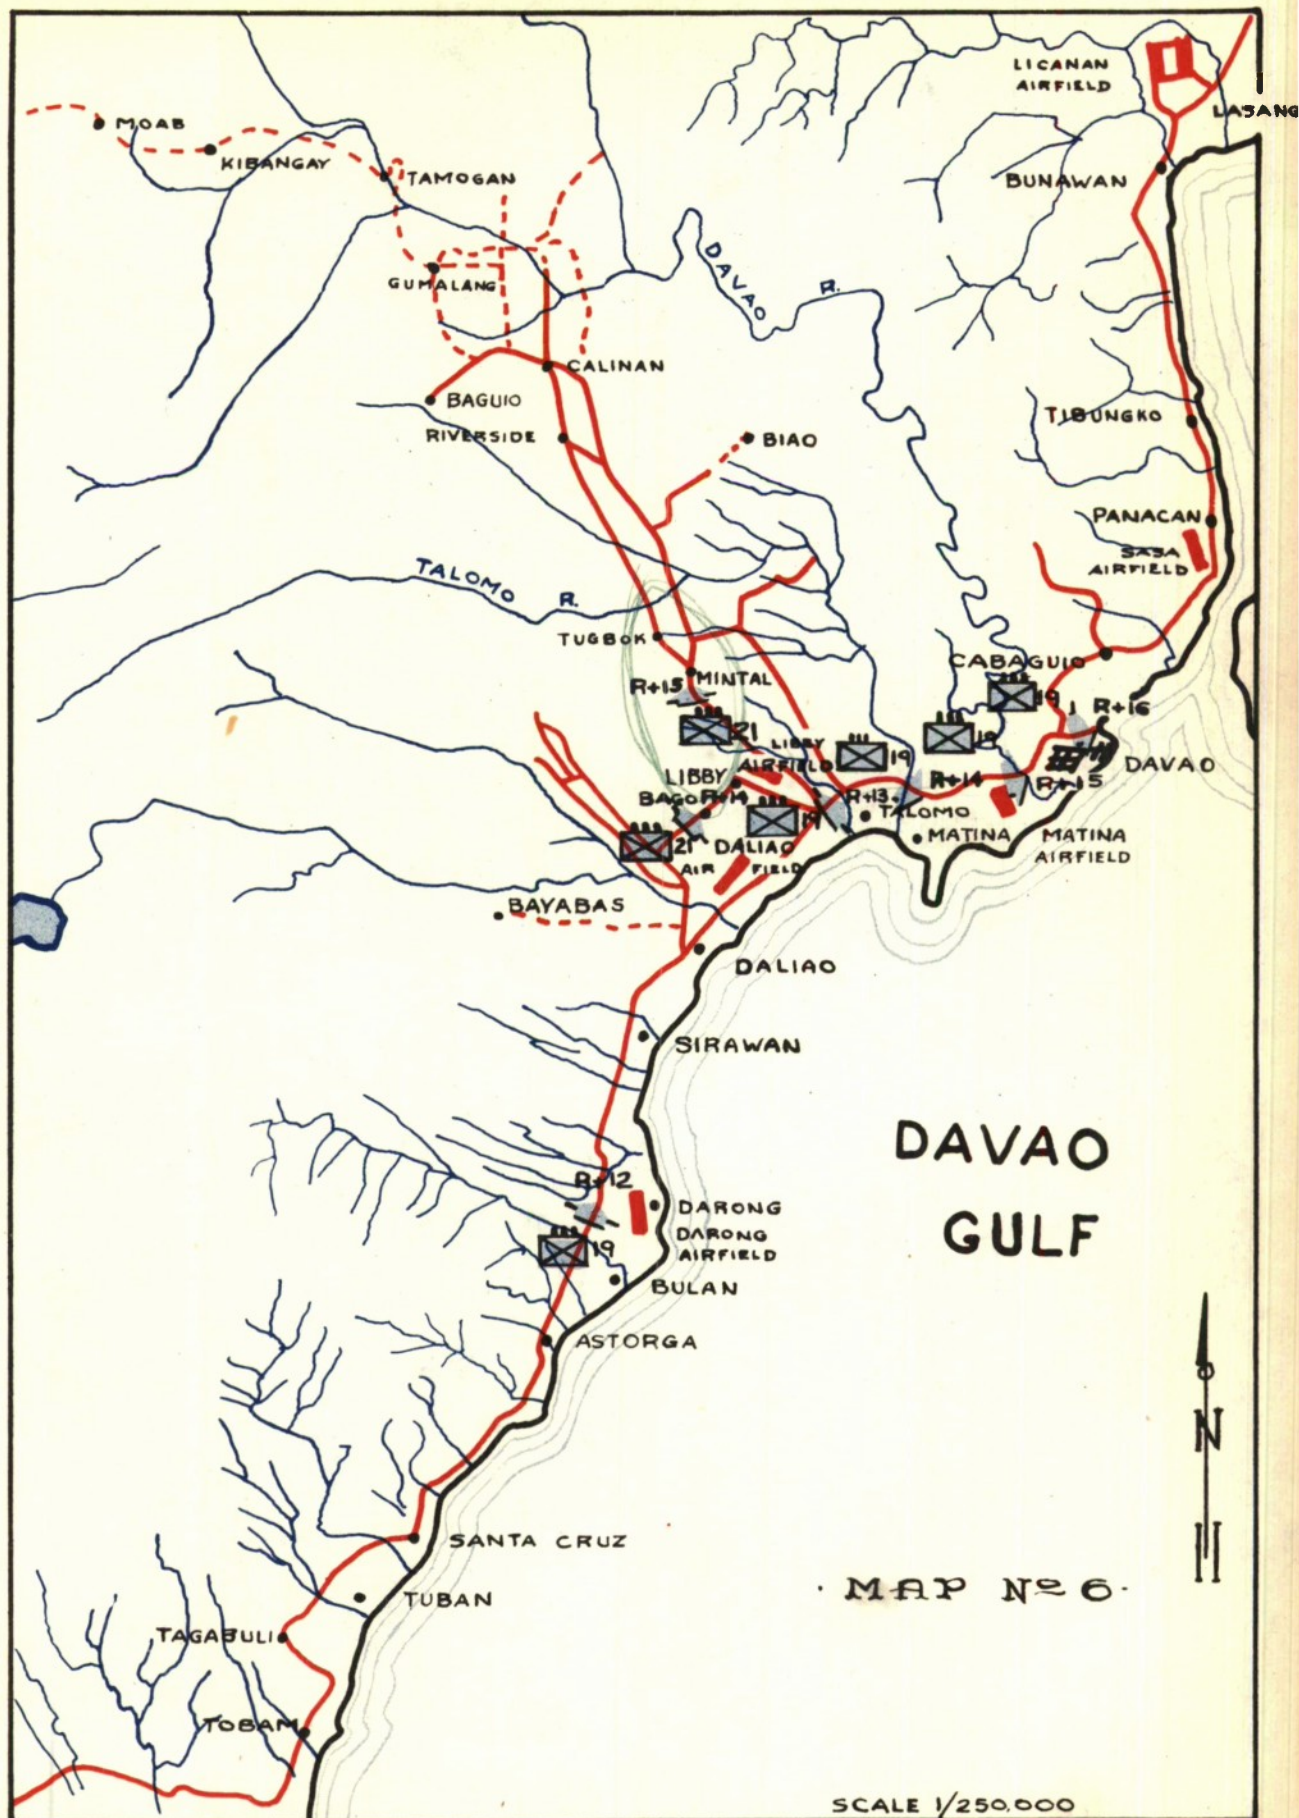 LICANAN
AIRFIELD
LASANG
MOAB
KIBANGAY
TAMOGAN
BUNAWAN
DAVAO R.
GUMALANG
CALINAN
BAGUIO
RIVERSIDE
BIAO
TIBUNGKO
PANACAN
SASA
AIRFIELD
TALOMO R.
TUGBOK
MINTAL
CABAGUIO
R+15
19
R+16
21
19
LIBBY
AIRFIELD
19
DAVAO
LIBBY
R+14
R+15
BAGO
R+14
R+13
19
TALOMO
MATINA
MATINA
AIRFIELD
21
DALIAO
AIR FIELD
BAYABAS
DALIAO
SIRAWAN
DAVAO
GULF
R+12
DARONG
DARONG
AIRFIELD
19
BULAN
ASTORGA
N
SANTA CRUZ
MAP Nº 6
TUBAN
TAGABULI
TOBAM
SCALE 1/250,000